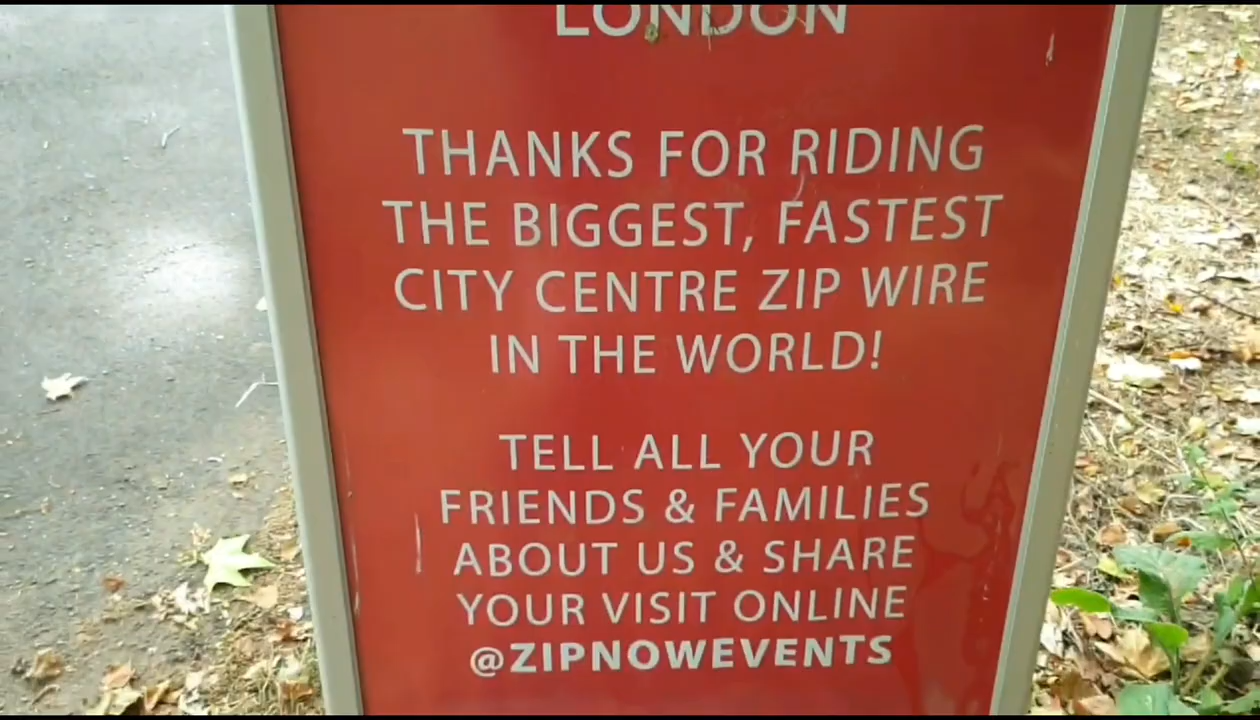 LONDON
THANKS FOR RIDING
THE BIGGEST, FASTEST
CITY CENTRE ZIP WIRE
IN THE WORLD!
TELL ALL YOUR
FRIENDS & FAMILIES
ABOUT US & SHARE
YOUR VISIT ONLINE
@ZIPNOWEVENTS